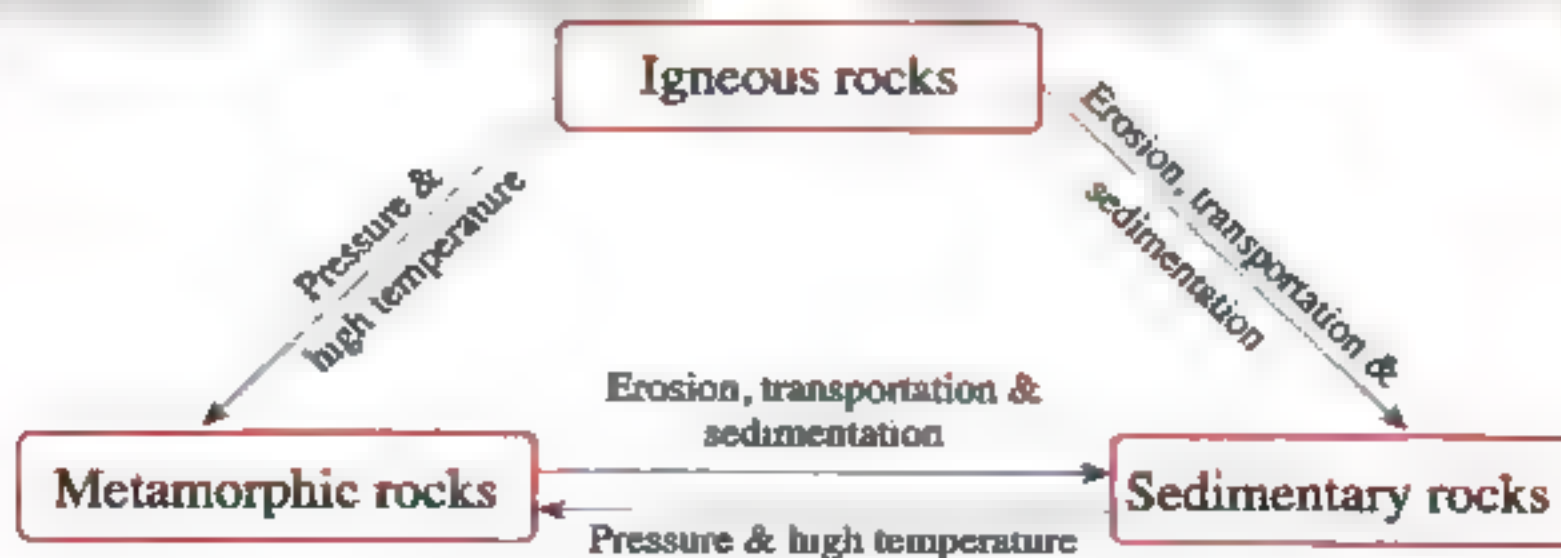 Igneous rocks
Pressure &
high temperature
Erosion, transportation &
sedimentation
Erosion, transportation &
sedimentation
Metamorphic rocks
Sedimentary rocks
Pressure & high temperature